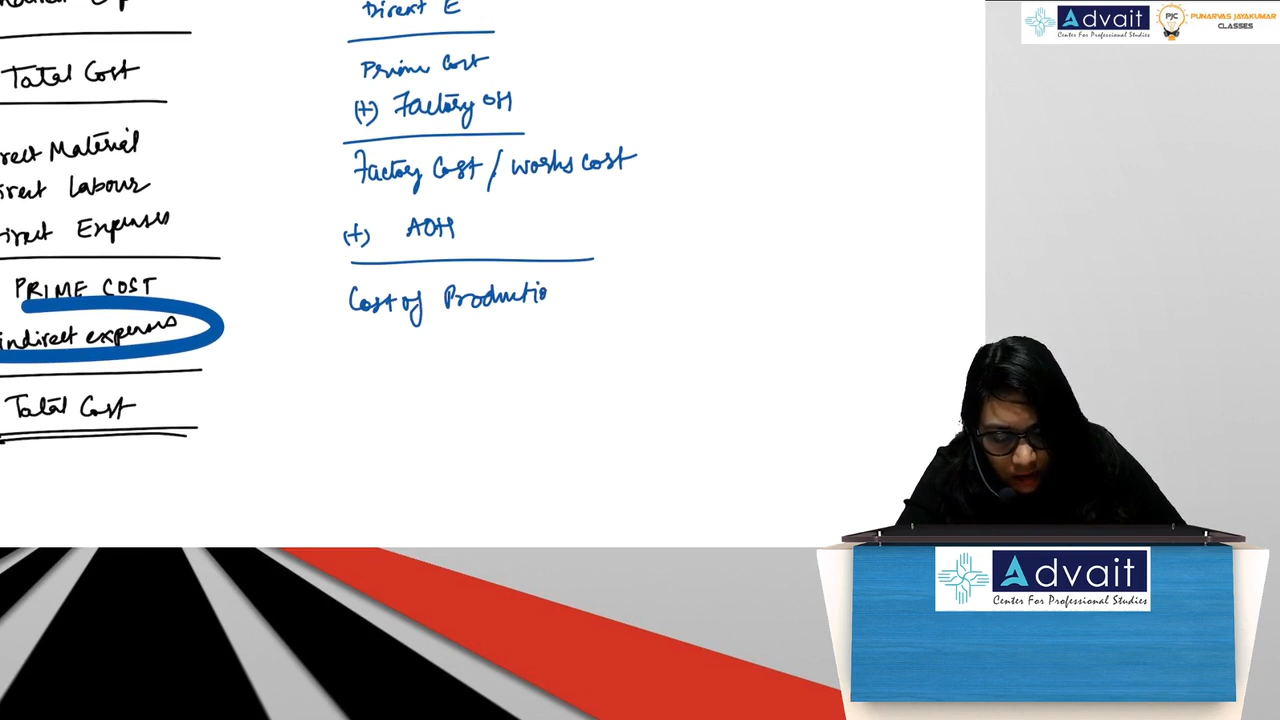 Total Cost
rect Material
irect Labour
irect Expenses
PRIME COST
indirect expenses
Total Cost
Direct E
Prime Cost
(+) Factory OH
Factory Cost / Works cost
(+) AOH
Cost of Productio
Advait
Center For Professional Studies
PJC
PUNARVAS JAYAKUMAR
CLASSES
Advait
Center For Professional Studies